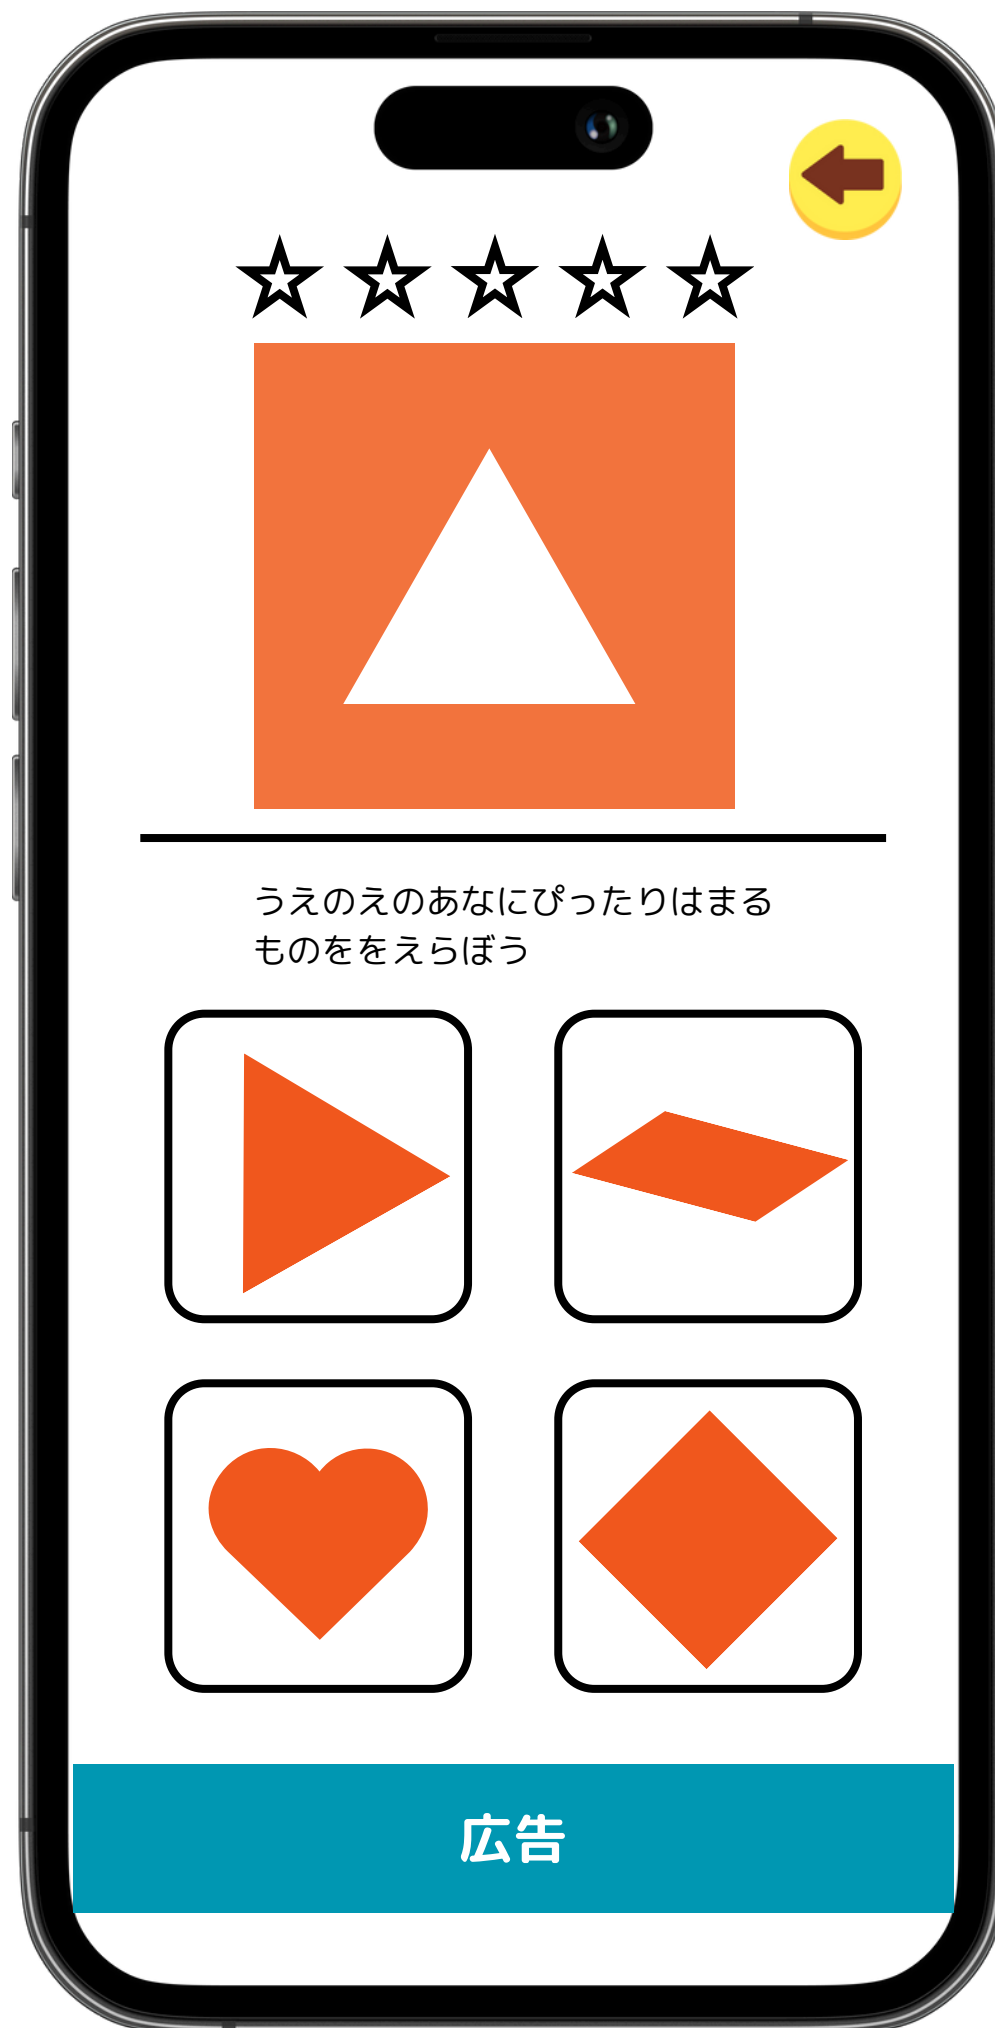 うえのえのあなにぴったりはまる
ものををえらぼう
広告